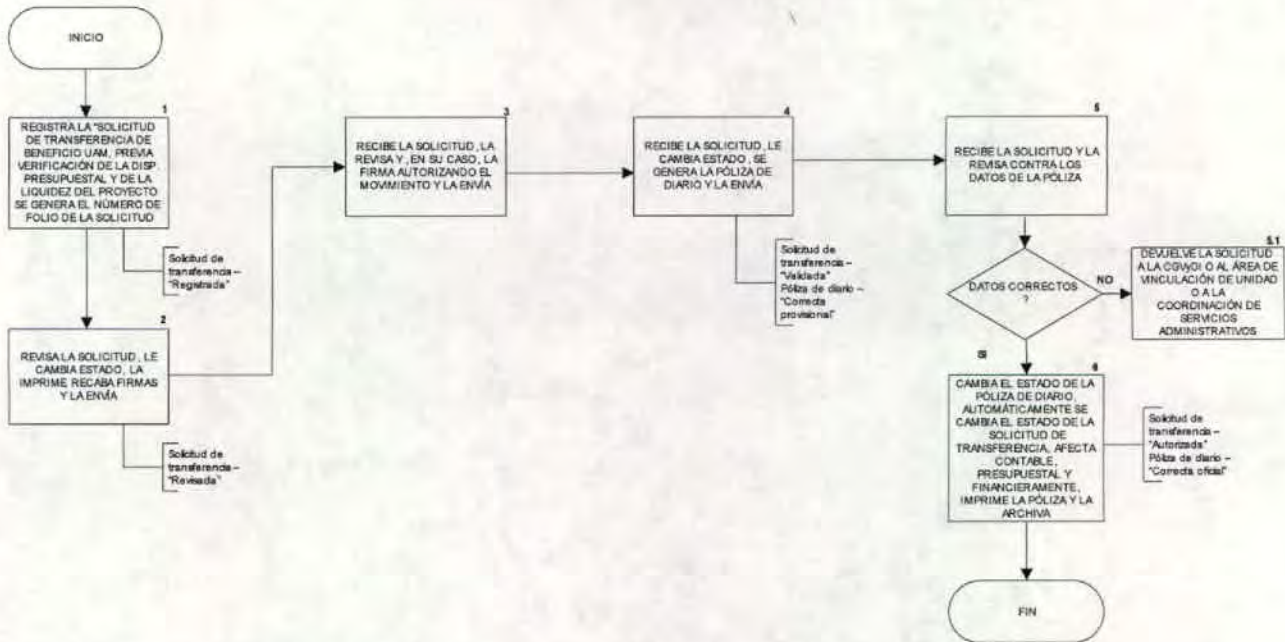 INICIO
1
REGISTRA LA "SOLICITUD
DE TRANSFERENCIA DE
BENEFICIO UAM, PREVIA
VERIFICACIÓN DE LA DISP.
PRESUPUESTAL Y DE LA
LIQUIDEZ DEL PROYECTO
SE GENERA EL NÚMERO DE
FOLIO DE LA SOLICITUD
Solicitud de
transferencia –
"Registrada"
2
REVISA LA SOLICITUD, LE
CAMBIA ESTADO, LA
IMPRIME, RECABA FIRMAS
Y LA ENVÍA
Solicitud de
transferencia –
"Revisada"
3
RECIBE LA SOLICITUD, LA
REVISA Y, EN SU CASO, LA
FIRMA AUTORIZANDO EL
MOVIMIENTO Y LA ENVÍA
4
RECIBE LA SOLICITUD, LE
CAMBIA ESTADO, SE
GENERA LA PÓLIZA DE
DIARIO Y LA ENVÍA
Solicitud de
transferencia –
"Validada"
Póliza de diario –
"Correcta
provisional"
5
RECIBE LA SOLICITUD Y LA
REVISA CONTRA LOS
DATOS DE LA PÓLIZA
DATOS CORRECTOS
?
NO
5.1
DEVUELVE LA SOLICITUD
A LA CGVyDI O AL ÁREA DE
VINCULACIÓN DE UNIDAD
O A LA
COORDINACIÓN DE
SERVICIOS
ADMINISTRATIVOS
SI
6
CAMBIA EL ESTADO DE LA
PÓLIZA DE DIARIO,
AUTOMÁTICAMENTE SE
CAMBIA EL ESTADO DE LA
SOLICITUD DE
TRANSFERENCIA, AFECTA
CONTABLE,
PRESUPUESTAL Y
FINANCIERAMENTE,
IMPRIME LA PÓLIZA Y LA
ARCHIVA
Solicitud de
transferencia –
"Autorizada"
Póliza de diario –
"Correcta oficial"
FIN